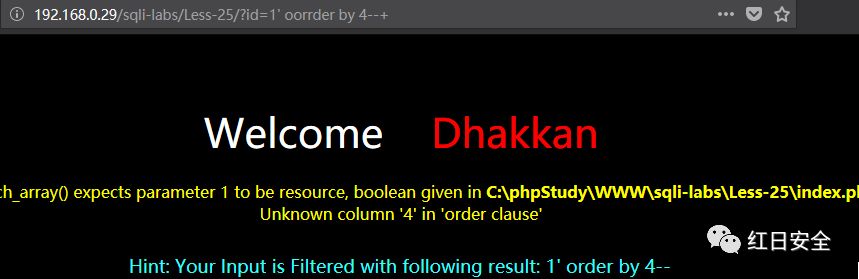 192.168.0.29/sqli-labs/Less-25/?id=1' oorrder by 4--+
Welcome Dhakkan
ch_array() expects parameter 1 to be resource, boolean given in C:\phpStudy\WWW\sqli-labs\Less-25\index.ph
Unknown column '4' in 'order clause'
红日安全
Hint: Your Input is Filtered with following result: 1' order by 4--